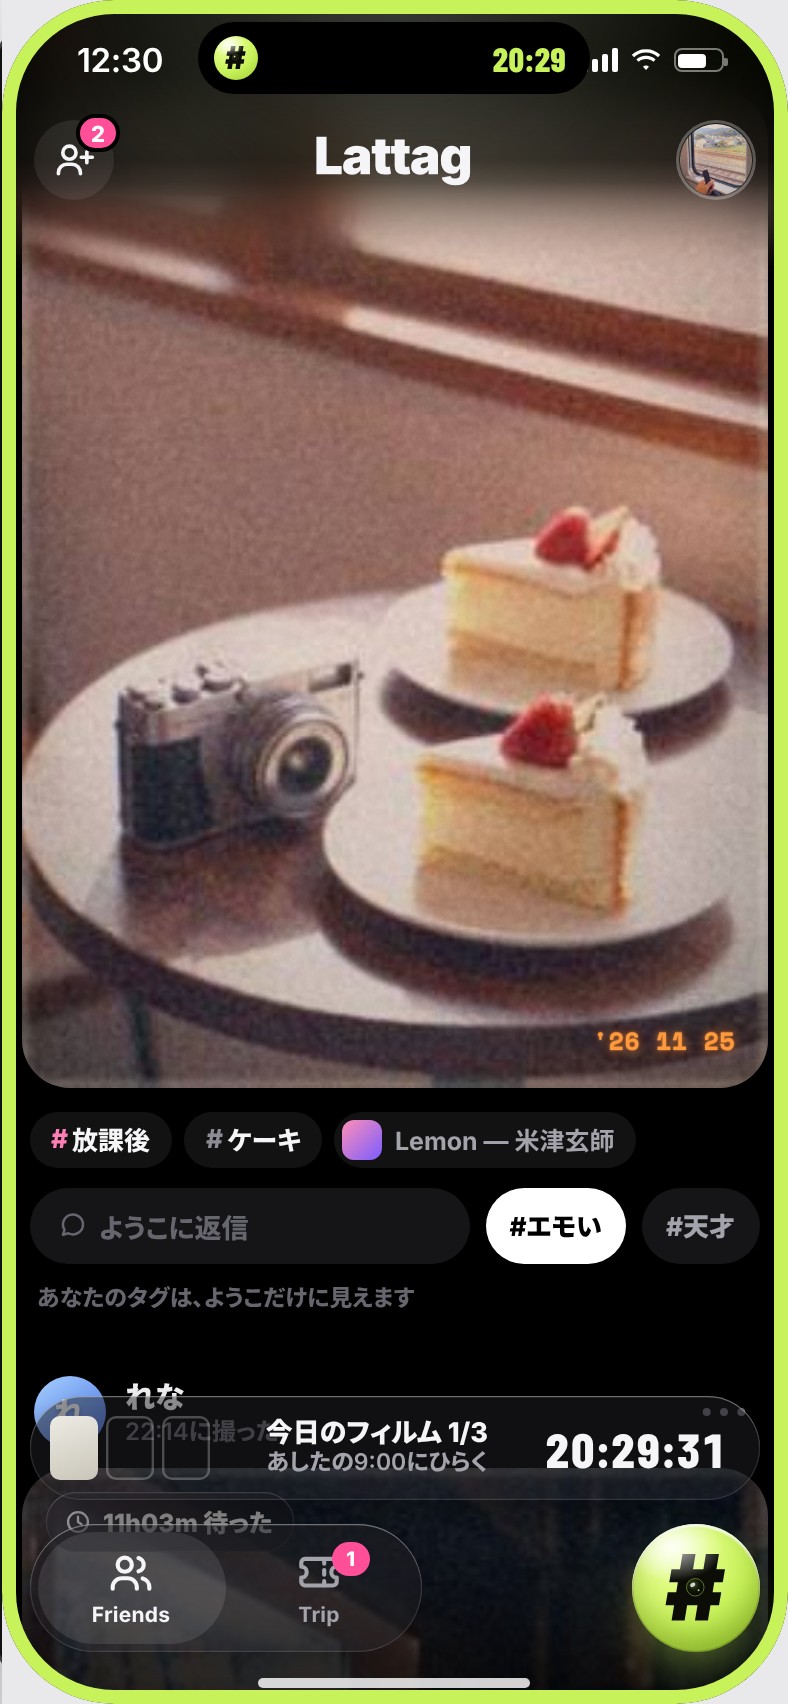 12:30
#
20:29
2
Lattag
'26 11 25
#放課後
#ケーキ
Lemon — 米津玄師
ようこに返信
#エモい
#天才
あなたのタグは、ようこだけに見えます
れ
れな
22:14に撮った
今日のフィルム 1/3
あしたの9:00にひらく
20:29:31
11h03m 待った
1
Friends
Trip
#